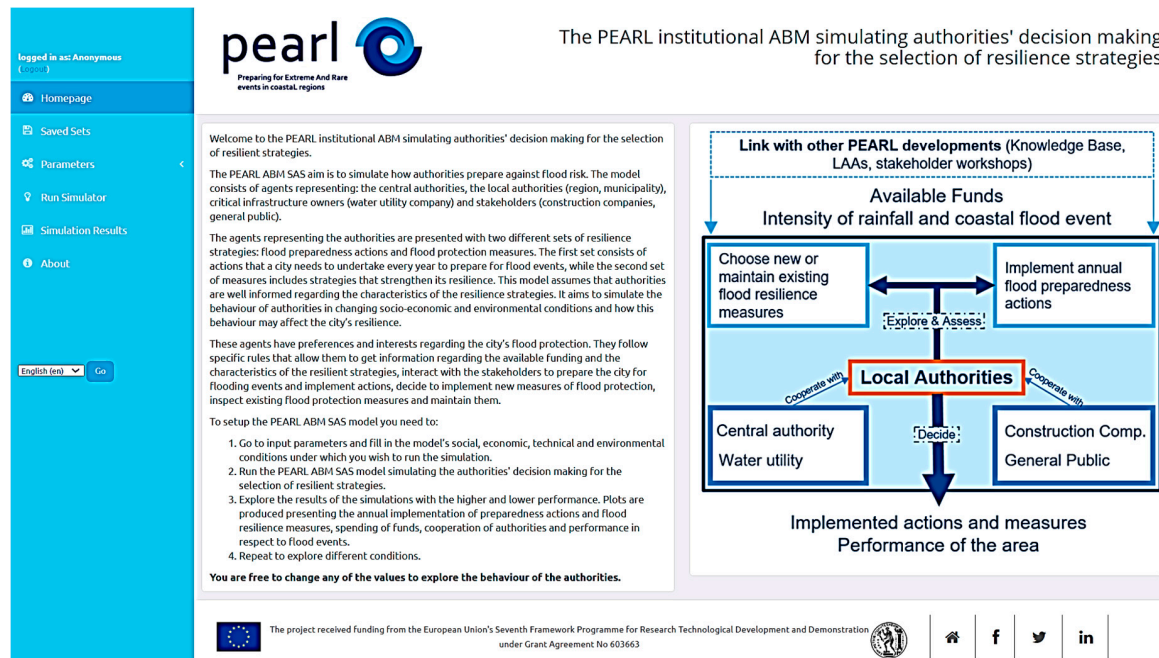 logged in as: Anonymous
(Logout)
Homepage
Saved Sets
Parameters
Run Simulator
Simulation Results
About
English (en)
Go
pearl
Preparing for Extreme And Rare
events in coastaL regions
The PEARL institutional ABM simulating authorities' decision making
for the selection of resilience strategies
Welcome to the PEARL institutional ABM simulating authorities' decision making for the selection
of resilient strategies.
The PEARL ABM SAS aim is to simulate how authorities prepare against flood risk. The model
consists of agents representing: the central authorities, the local authorities (region, municipality),
critical infrastructure owners (water utility company) and stakeholders (construction companies,
general public).
The agents representing the authorities are presented with two different sets of resilience
strategies: flood preparedness actions and flood protection measures. The first set consists of
actions that a city needs to undertake every year to prepare for flood events, while the second set
of measures includes strategies that strengthen its resilience. This model assumes that authorities
are well informed regarding the characteristics of the resilience strategies. It aims to simulate the
behaviour of authorities in changing socio-economic and environmental conditions and how this
behaviour may affect the city's resilience.
These agents have preferences and interests regarding the city's flood protection. They follow
specific rules that allow them to get information regarding the available funding and the
characteristics of the resilient strategies, interact with the stakeholders to prepare the city for
flooding events and implement actions, decide to implement new measures of flood protection,
inspect existing flood protection measures and maintain them.
To setup the PEARL ABM SAS model you need to:
1. Go to input parameters and fill in the model's social, economic, technical and environmental
conditions under which you wish to run the simulation.
2. Run the PEARL ABM SAS model simulating the authorities' decision making for the
selection of resilient strategies.
3. Explore the results of the simulations with the higher and lower performance. Plots are
produced presenting the annual implementation of preparedness actions and flood
resilience measures, spending of funds, cooperation of authorities and performance in
respect to flood events.
4. Repeat to explore different conditions.
You are free to change any of the values to explore the behaviour of the authorities.
Link with other PEARL developments (Knowledge Base,
LAAs, stakeholder workshops)
Available Funds
Intensity of rainfall and coastal flood event
Choose new or
maintain existing
flood resilience
measures
Implement annual
flood preparedness
actions
Explore & Assess
Local Authorities
Cooperate with
Cooperate with
Central authority
Water utility
Decide
Construction Comp.
General Public
Implemented actions and measures
Performance of the area
The project received funding from the European Union's Seventh Framework Programme for Research Technological Development and Demonstration
under Grant Agreement No 603663